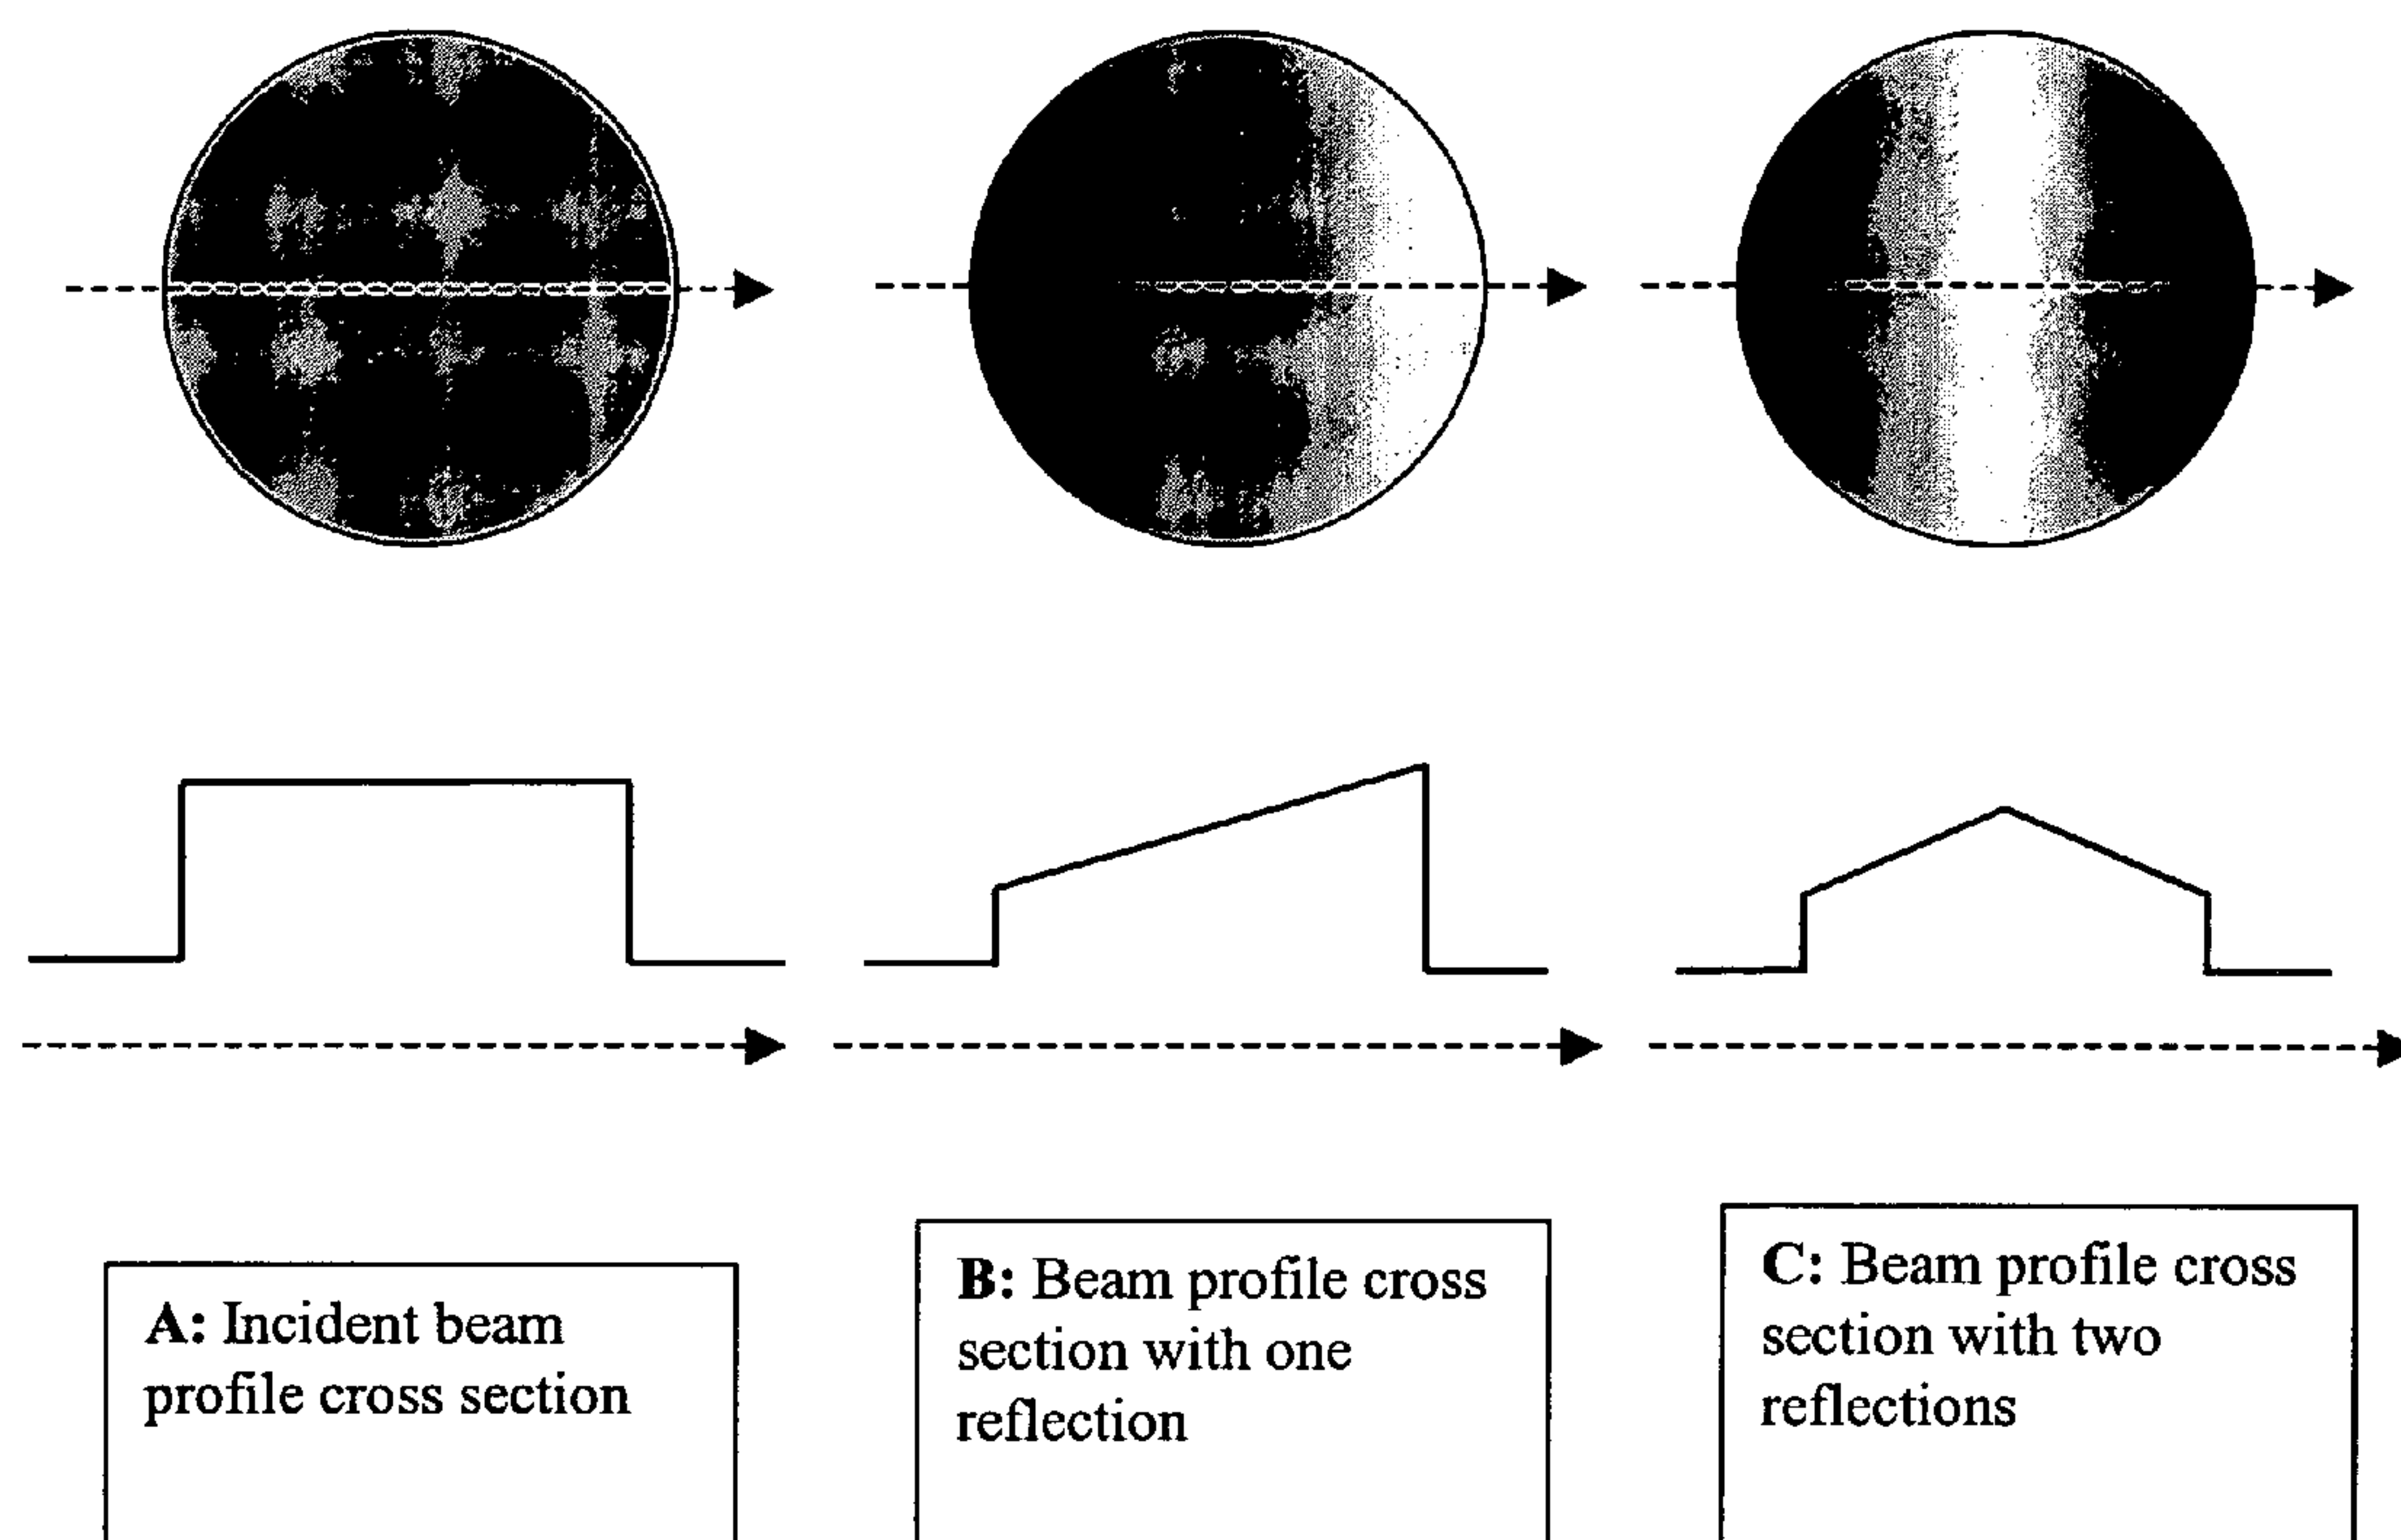 A: Incident beam
profile cross section
B: Beam profile cross
section with one
reflection
C: Beam profile cross
section with two
reflections